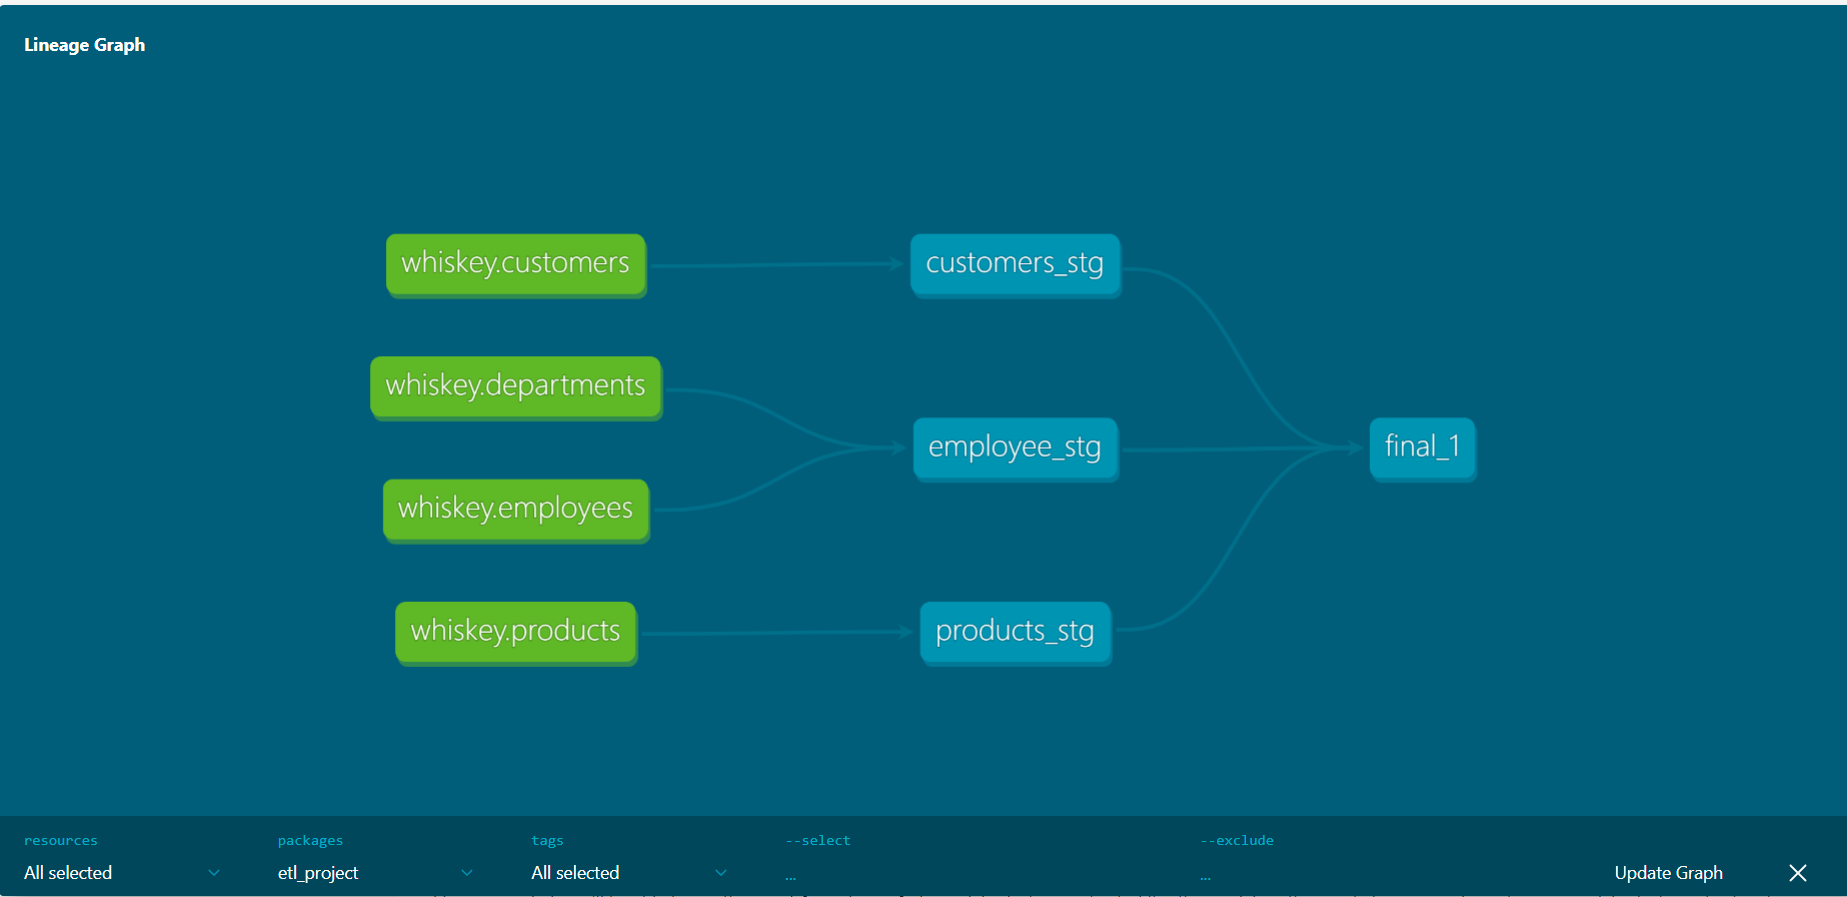 Lineage Graph
whiskey.customers
customers_stg
whiskey.departments
employee_stg
final_1
whiskey.employees
whiskey.products
products_stg
resources
packages
tags
--select
--exclude
All selected
etl_project
All selected
...
...
Update Graph